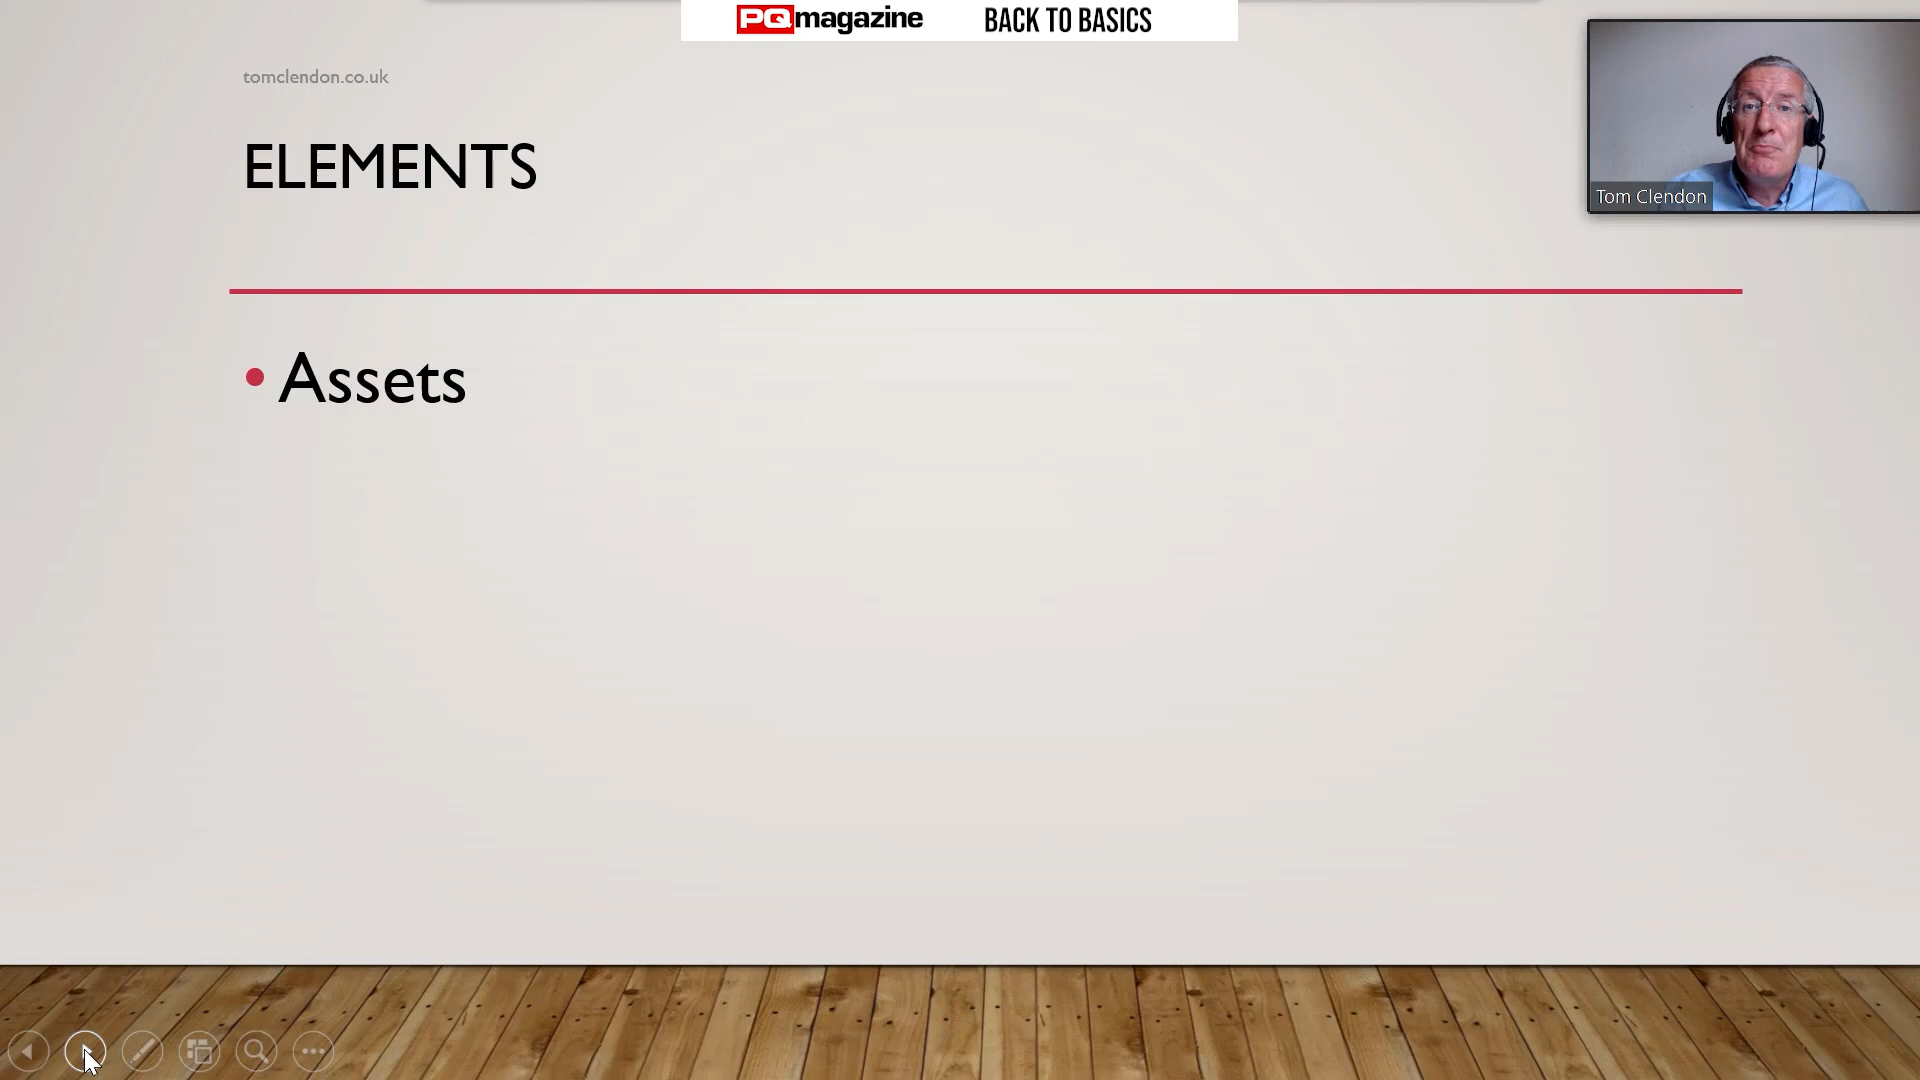 PQmagazine BACK TO BASICS
tomclendon.co.uk
ELEMENTS
Tom Clendon
• Assets